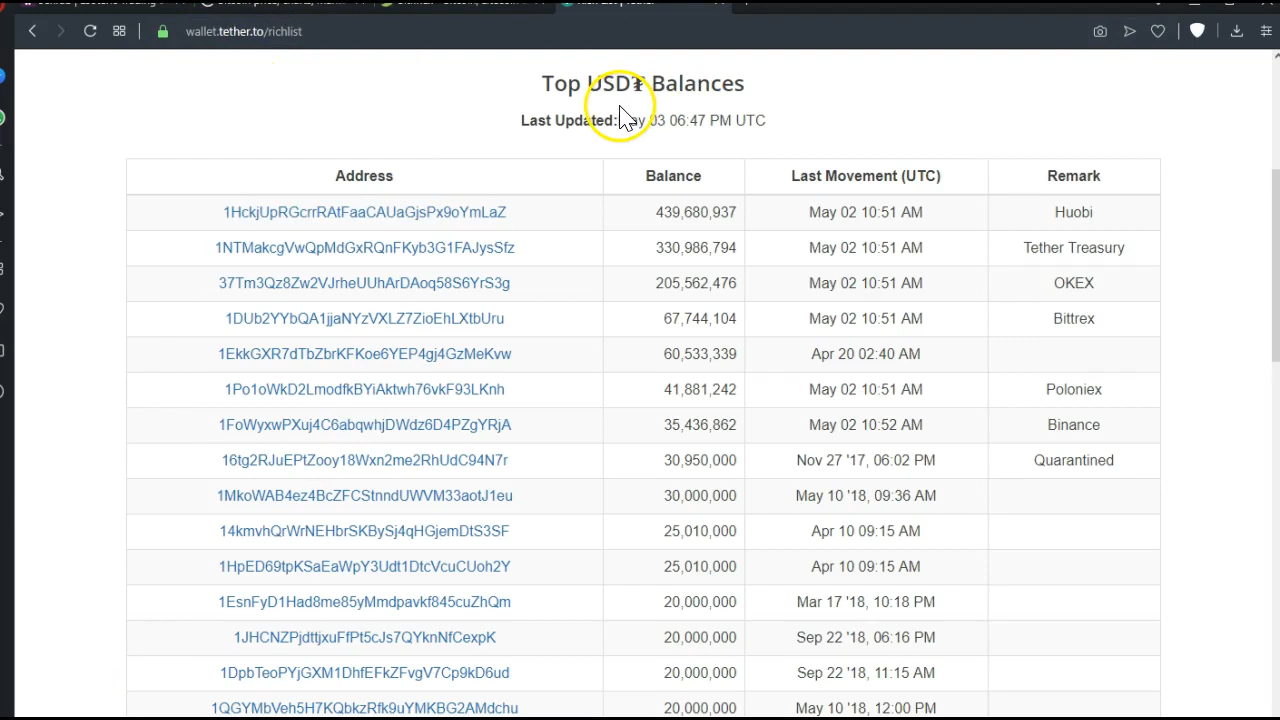 wallet.tether.to/richlist
Top USD₮ Balances
Last Updated: May 03 06:47 PM UTC
Address Balance Last Movement (UTC) Remark
1HckjUpRGcrrRAtFaaCAUaGjsPx9oYmLaZ 439,680,937 May 02 10:51 AM Huobi
1NTMakcgVwQpMdGxRQnFKyb3G1FAJysSfz 330,986,794 May 02 10:51 AM Tether Treasury
37Tm3Qz8Zw2VJrheUUhArDAoq58S6YrS3g 205,562,476 May 02 10:51 AM OKEX
1DUb2YYbQA1jjaNYzVXLZ7ZioEhLXtbUru 67,744,104 May 02 10:51 AM Bittrex
1EkkGXR7dTbZbrKFKoe6YEP4gj4GzMeKvw 60,533,339 Apr 20 02:40 AM
1Po1oWkD2LmodfkBYiAktwh76vkF93LKnh 41,881,242 May 02 10:51 AM Poloniex
1FoWyxwPXuj4C6abqwhjDWdz6D4PZgYRjA 35,436,862 May 02 10:52 AM Binance
16tg2RJuEPtZooy18Wxn2me2RhUdC94N7r 30,950,000 Nov 27 '17, 06:02 PM Quarantined
1MkoWAB4ez4BcZFCStnndUWVM33aotJ1eu 30,000,000 May 10 '18, 09:36 AM
14kmvhQrWrNEHbrSKBySj4qHGjemDtS3SF 25,010,000 Apr 10 09:15 AM
1HpED69tpKSaEaWpY3Udt1DtcVcuCUoh2Y 25,010,000 Apr 10 09:15 AM
1EsnFyD1Had8me85yMmdpavkf845cuZhQm 20,000,000 Mar 17 '18, 10:18 PM
1JHCNZPjdttjxuFfPt5cJs7QYknNfCexpK 20,000,000 Sep 22 '18, 06:16 PM
1DpbTeoPYjGXM1DhfEFkZFvgV7Cp9kD6ud 20,000,000 Sep 22 '18, 11:15 AM
1QGYMbVeh5H7KQbkzRfk9uYMKBG2AMdchu 20,000,000 May 10 '18, 12:00 PM